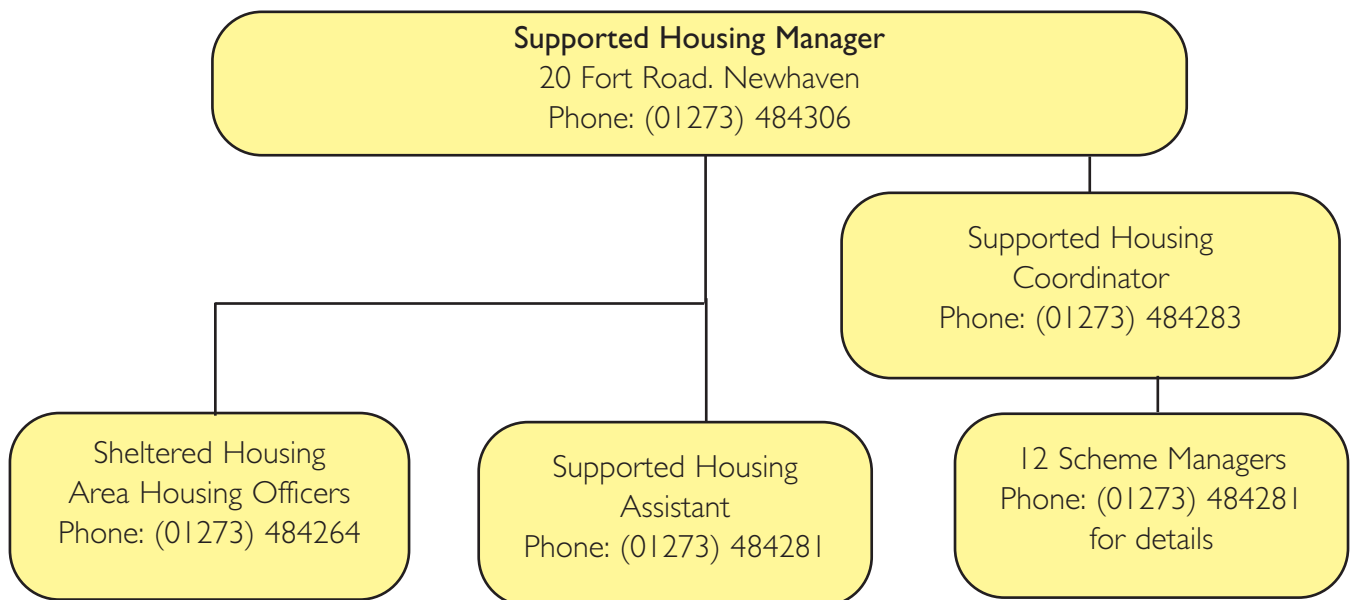 Supported Housing Manager
20 Fort Road. Newhaven
Phone: (01273) 484306
Supported Housing
Coordinator
Phone: (01273) 484283
Sheltered Housing
Area Housing Officers
Phone: (01273) 484264
Supported Housing
Assistant
Phone: (01273) 484281
12 Scheme Managers
Phone: (01273) 484281
for details